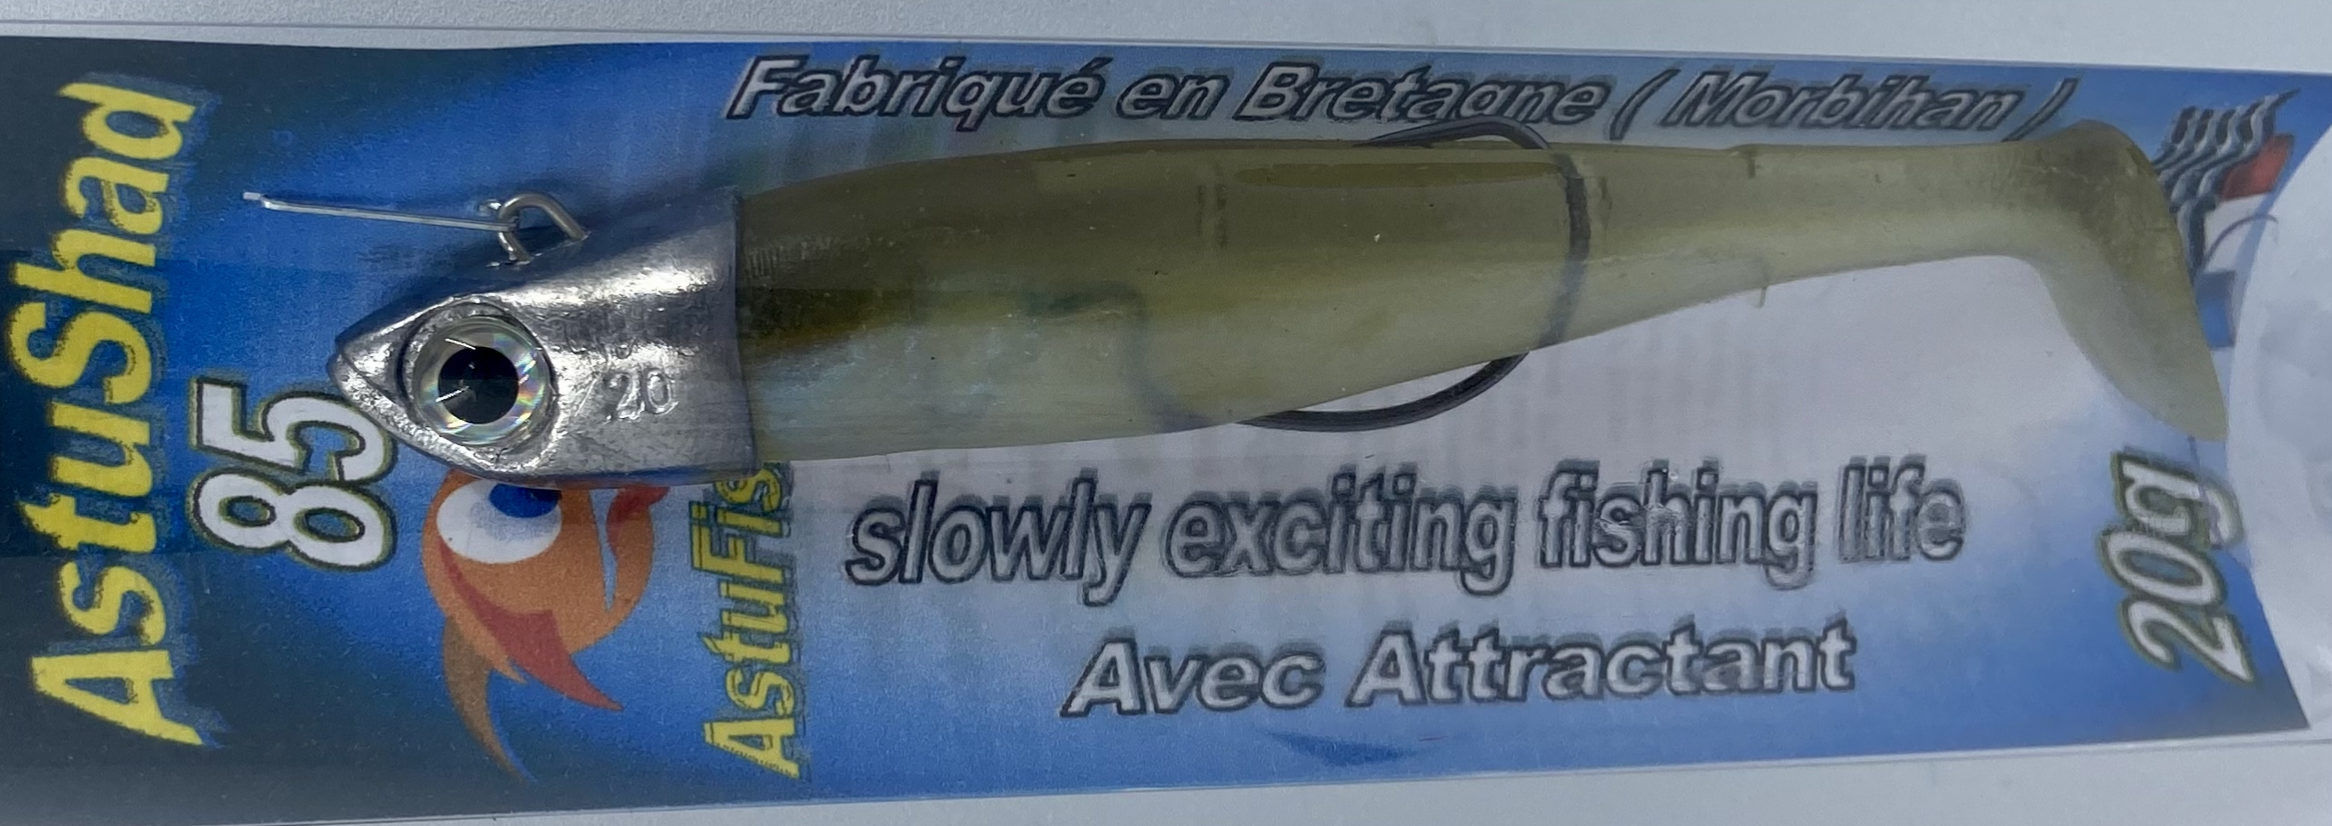 AstuShad
85
Fabriqué en Bretagne ( Morbihan )
20
AstuFis
slowly exciting fishing life
Avec Attractant
20g